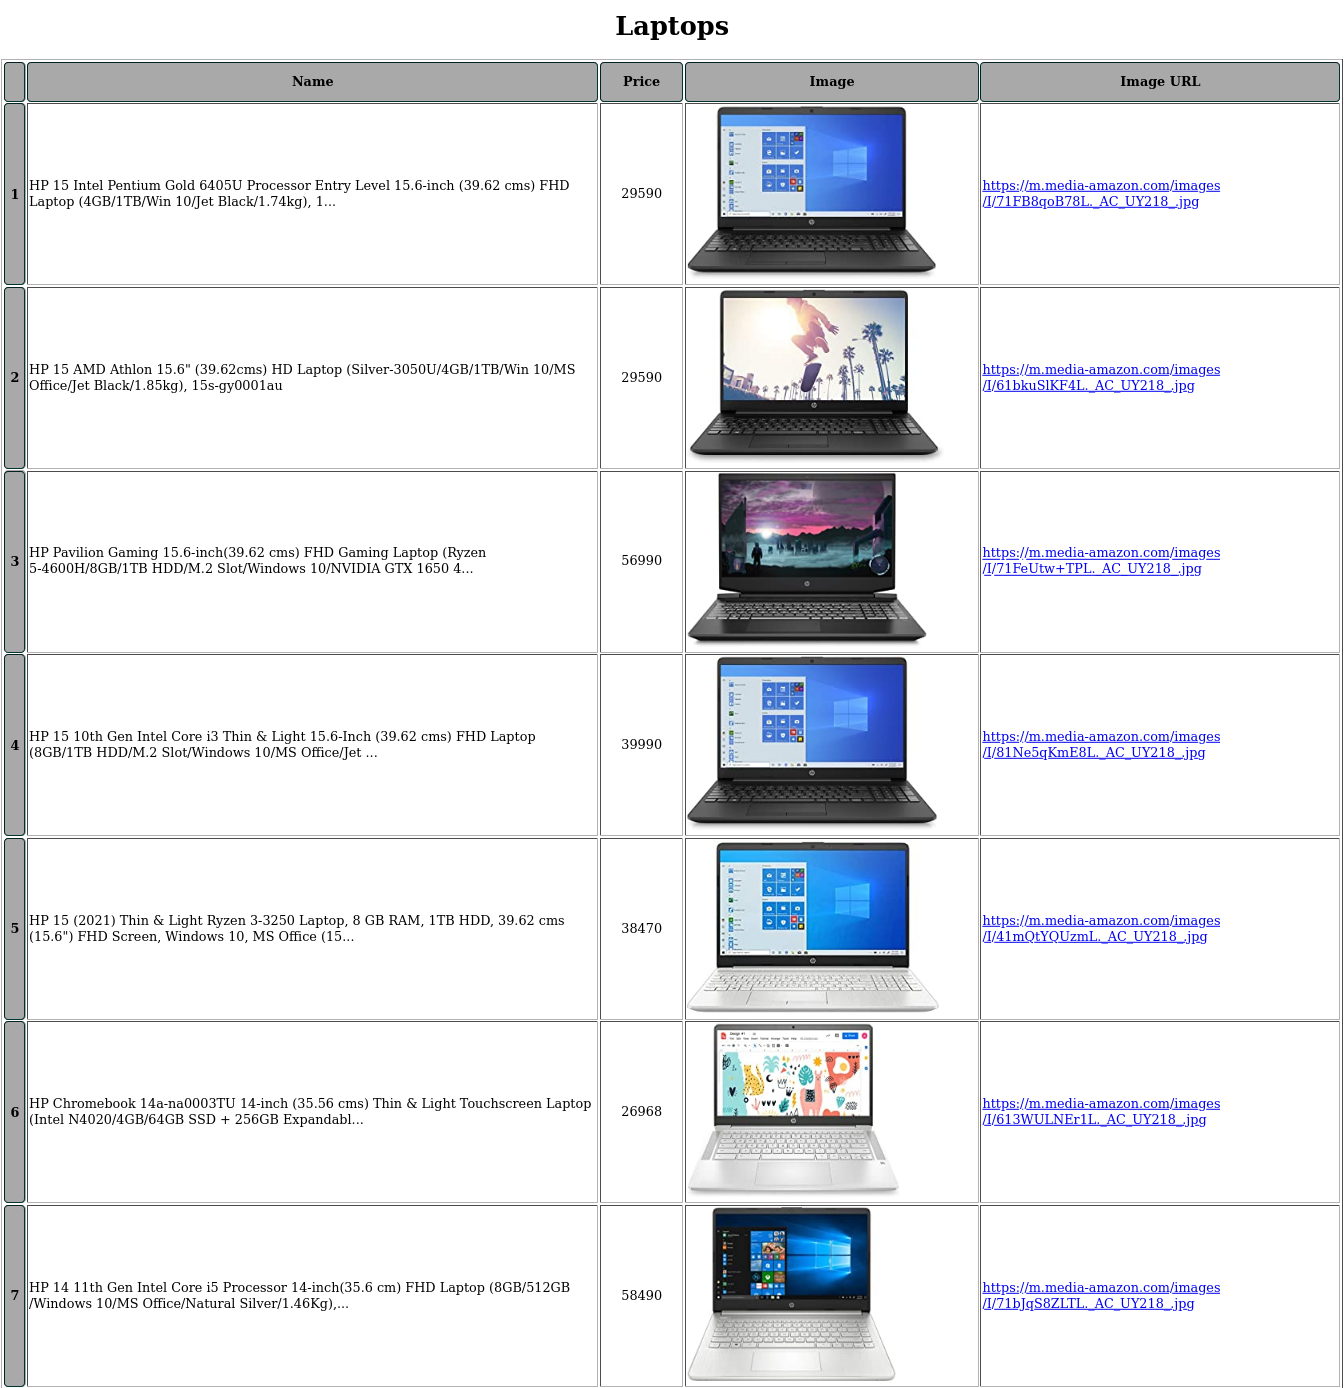 Laptops
Name Price Image Image URL
1
HP 15 Intel Pentium Gold 6405U Processor Entry Level 15.6-inch (39.62 cms) FHD
Laptop (4GB/1TB/Win 10/Jet Black/1.74kg), 1...
29590
https://m.media-amazon.com/images
/I/71FB8qoB78L._AC_UY218_.jpg
2
HP 15 AMD Athlon 15.6" (39.62cms) HD Laptop (Silver-3050U/4GB/1TB/Win 10/MS
Office/Jet Black/1.85kg), 15s-gy0001au
29590
https://m.media-amazon.com/images
/I/61bkuSlKF4L._AC_UY218_.jpg
3
HP Pavilion Gaming 15.6-inch(39.62 cms) FHD Gaming Laptop (Ryzen
5-4600H/8GB/1TB HDD/M.2 Slot/Windows 10/NVIDIA GTX 1650 4...
56990
https://m.media-amazon.com/images
/I/71FeUtw+TPL._AC_UY218_.jpg
4
HP 15 10th Gen Intel Core i3 Thin & Light 15.6-Inch (39.62 cms) FHD Laptop
(8GB/1TB HDD/M.2 Slot/Windows 10/MS Office/Jet ...
39990
https://m.media-amazon.com/images
/I/81Ne5qKmE8L._AC_UY218_.jpg
5
HP 15 (2021) Thin & Light Ryzen 3-3250 Laptop, 8 GB RAM, 1TB HDD, 39.62 cms
(15.6") FHD Screen, Windows 10, MS Office (15...
38470
https://m.media-amazon.com/images
/I/41mQtYQUzmL._AC_UY218_.jpg
6
HP Chromebook 14a-na0003TU 14-inch (35.56 cms) Thin & Light Touchscreen Laptop
(Intel N4020/4GB/64GB SSD + 256GB Expandabl...
26968
https://m.media-amazon.com/images
/I/613WULNEr1L._AC_UY218_.jpg
7
HP 14 11th Gen Intel Core i5 Processor 14-inch(35.6 cm) FHD Laptop (8GB/512GB
/Windows 10/MS Office/Natural Silver/1.46Kg),...
58490
https://m.media-amazon.com/images
/I/71bJqS8ZLTL._AC_UY218_.jpg